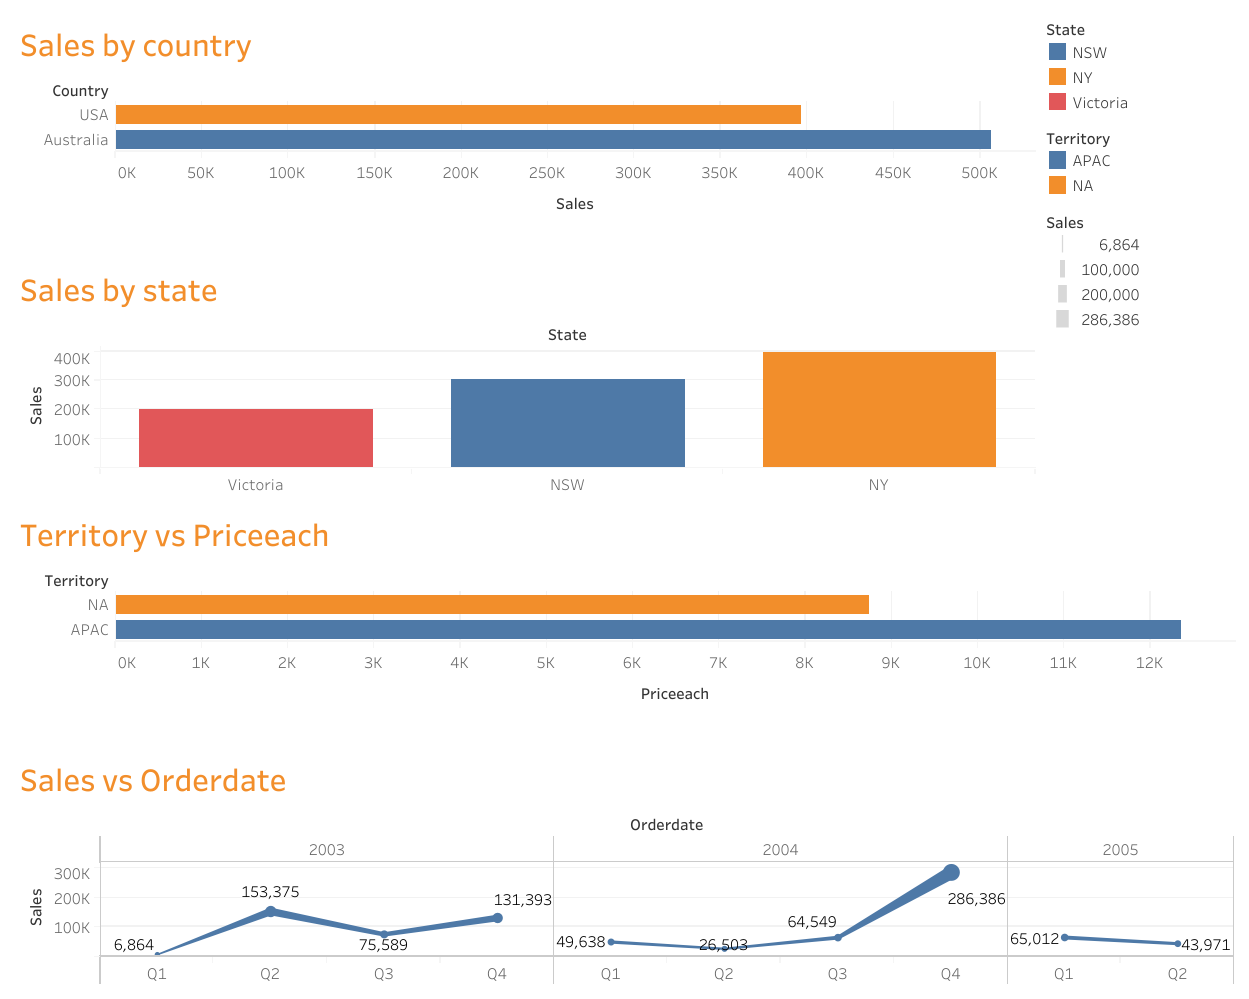 Sales by country
Country
USA
Australia
0K 50K 100K 150K 200K 250K 300K 350K 400K 450K 500K
Sales
State
NSW
NY
Victoria
Territory
APAC
NA
Sales
6,864
100,000
200,000
286,386
Sales by state
State
Sales
400K
300K
200K
100K
Victoria NSW NY
Territory vs Priceeach
Territory
NA
APAC
0K 1K 2K 3K 4K 5K 6K 7K 8K 9K 10K 11K 12K
Priceeach
Sales vs Orderdate
Orderdate
2003 2004 2005
Sales
300K
200K
100K
6,864 153,375 75,589 131,393 49,638 26,503 64,549 286,386 65,012 43,971
Q1 Q2 Q3 Q4 Q1 Q2 Q3 Q4 Q1 Q2